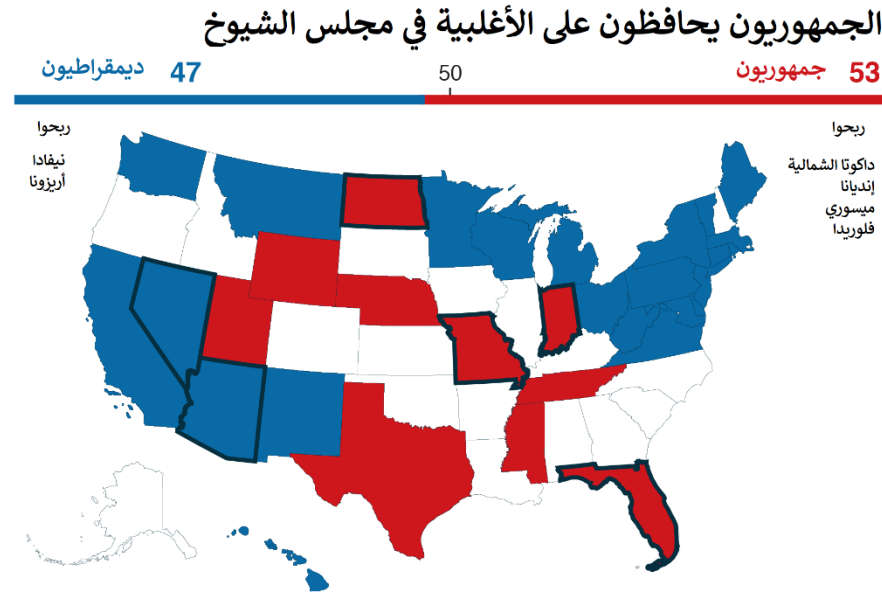 الجمهوريون يحافظون على الأغلبية في مجلس الشيوخ
53 جمهوريون
50
47 ديمقراطيون
ربحوا
داكوتا الشمالية
إنديانا
ميسوري
فلوريدا
ربحوا
نيفادا
أريزونا